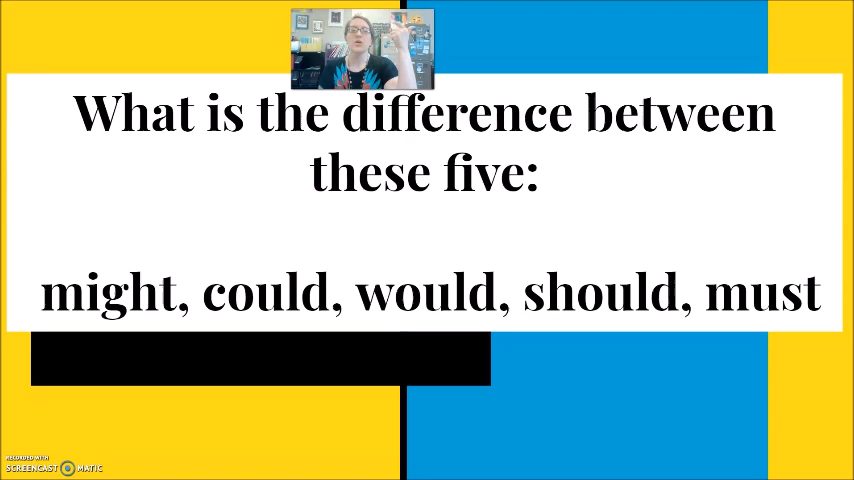 What is the difference between
these five:
might, could, would, should, must
RECORDED WITH
SCREENCAST MATIC